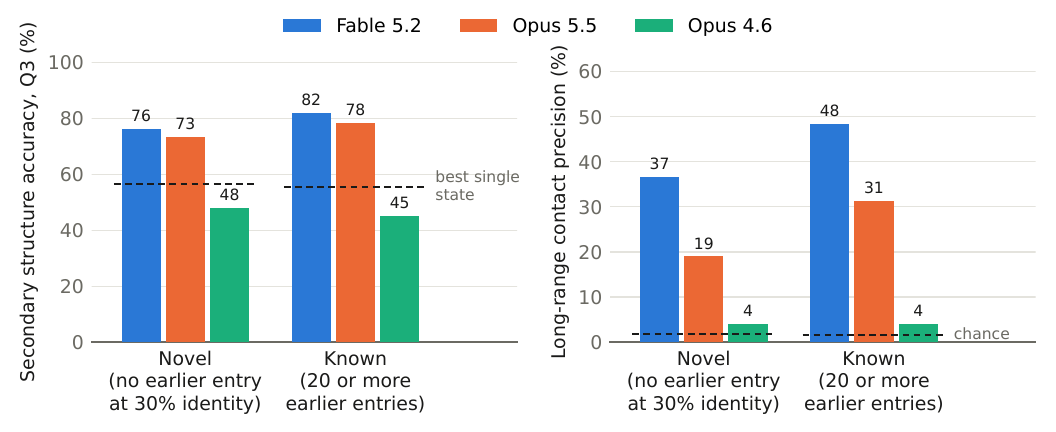 Fable 5.2
Opus 5.5
Opus 4.6
Secondary structure accuracy, Q3 (%)
100
80
60
40
20
0
76
73
48
82
78
45
best single
state
Novel
(no earlier entry
at 30% identity)
Known
(20 or more
earlier entries)
Long-range contact precision (%)
60
50
40
30
20
10
0
37
19
4
48
31
4
chance
Novel
(no earlier entry
at 30% identity)
Known
(20 or more
earlier entries)